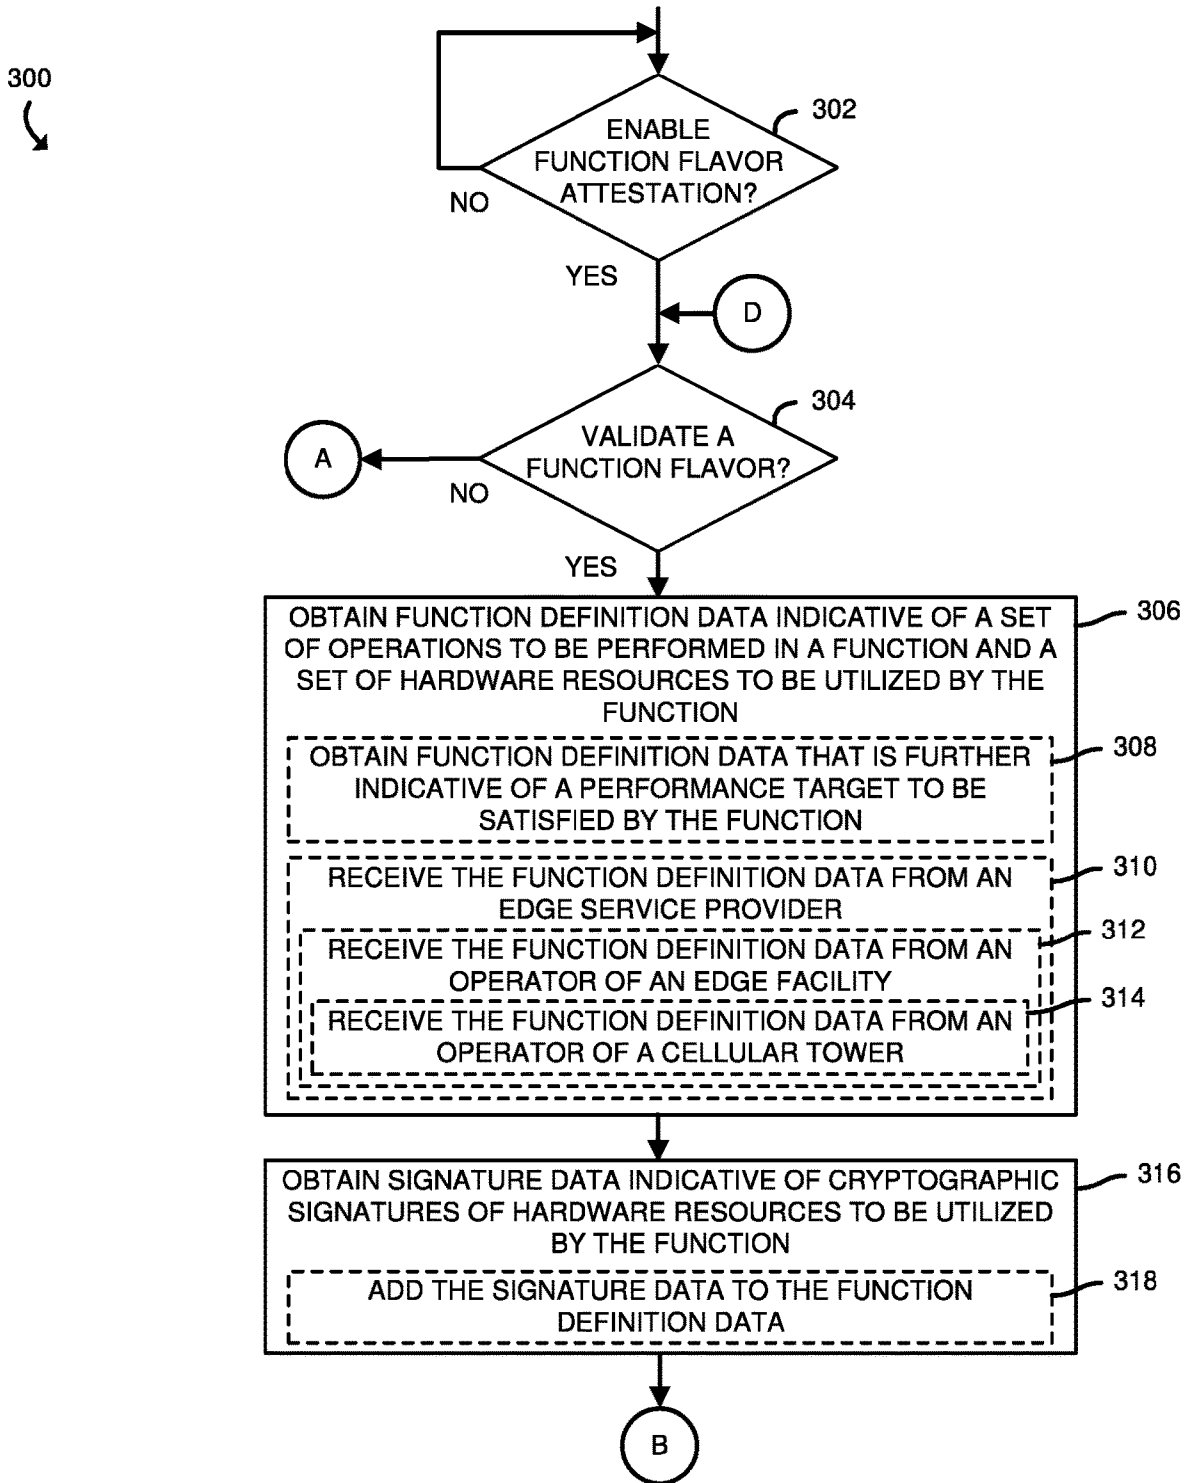 300
302
ENABLE
FUNCTION FLAVOR
ATTESTATION?
NO
YES
D
304
VALIDATE A
FUNCTION FLAVOR?
A
NO
YES
306
OBTAIN FUNCTION DEFINITION DATA INDICATIVE OF A SET
OF OPERATIONS TO BE PERFORMED IN A FUNCTION AND A
SET OF HARDWARE RESOURCES TO BE UTILIZED BY THE
FUNCTION
308
OBTAIN FUNCTION DEFINITION DATA THAT IS FURTHER
INDICATIVE OF A PERFORMANCE TARGET TO BE
SATISFIED BY THE FUNCTION
310
RECEIVE THE FUNCTION DEFINITION DATA FROM AN
EDGE SERVICE PROVIDER
312
RECEIVE THE FUNCTION DEFINITION DATA FROM AN
OPERATOR OF AN EDGE FACILITY
314
RECEIVE THE FUNCTION DEFINITION DATA FROM AN
OPERATOR OF A CELLULAR TOWER
316
OBTAIN SIGNATURE DATA INDICATIVE OF CRYPTOGRAPHIC
SIGNATURES OF HARDWARE RESOURCES TO BE UTILIZED
BY THE FUNCTION
318
ADD THE SIGNATURE DATA TO THE FUNCTION
DEFINITION DATA
B